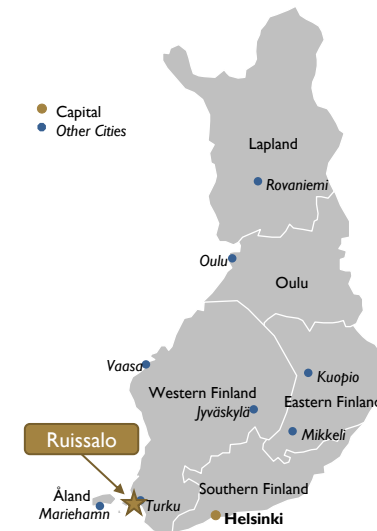 Capital
Other Cities
Lapland
Rovaniemi
Oulu
Oulu
Vaasa
Kuopio
Western Finland
Eastern Finland
Jyväskylä
Mikkeli
Ruissalo
Southern Finland
Åland
Turku
Mariehamn
Helsinki